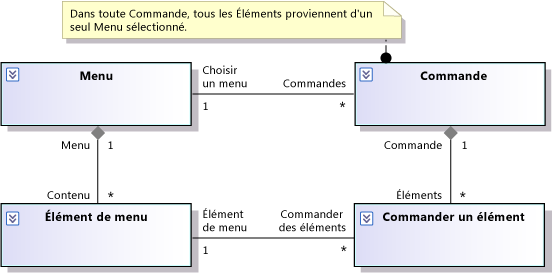 Dans toute Commande, tous les Éléments proviennent d'un
seul Menu sélectionné.
Menu
Choisir
un menu
Commandes
Commande
1
*
Menu
1
Commande
1
Contenu
*
Éléments
*
Élément de menu
Élément
de menu
Commander
des éléments
Commander un élément
1
*